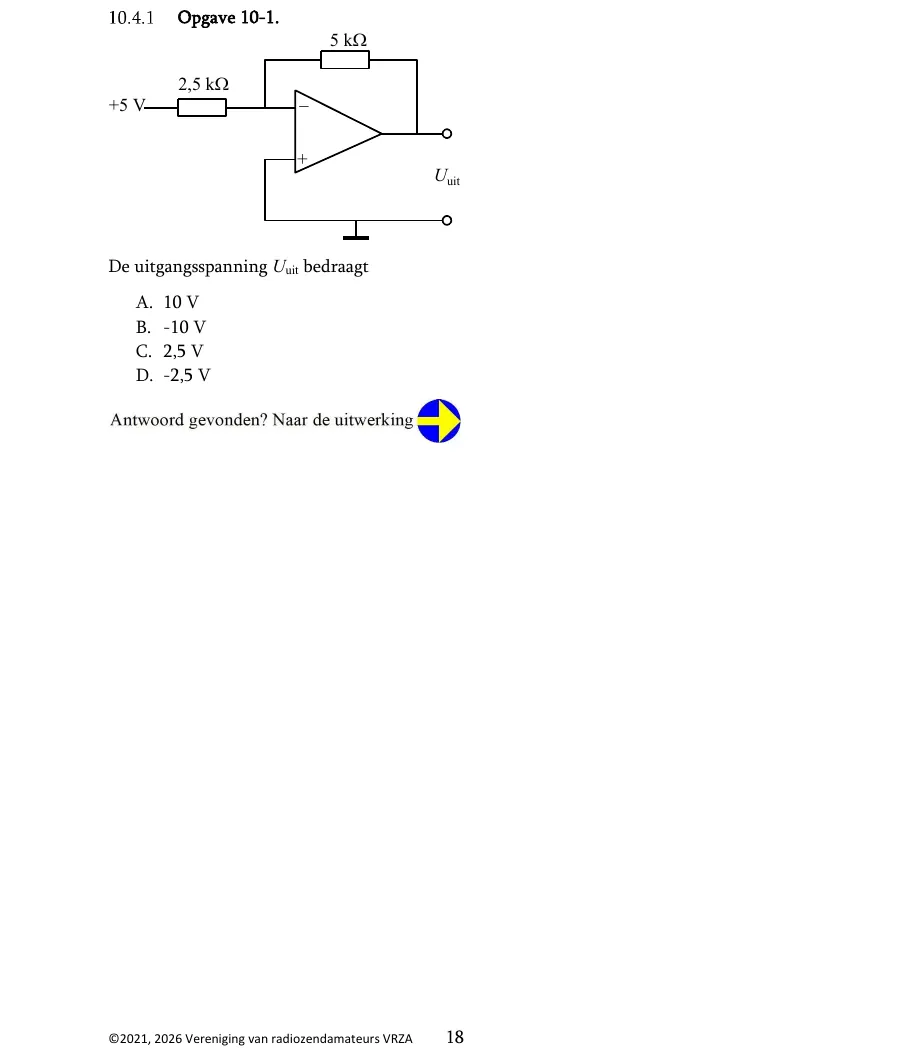 10.4.1 Opgave 10-1.
5 kΩ
2,5 kΩ
+5 V
−
+
Uuit
De uitgangsspanning Uuit bedraagt
A. 10 V
B. -10 V
C. 2,5 V
D. -2,5 V
Antwoord gevonden? Naar de uitwerking
©2021, 2026 Vereniging van radiozendamateurs VRZA 18